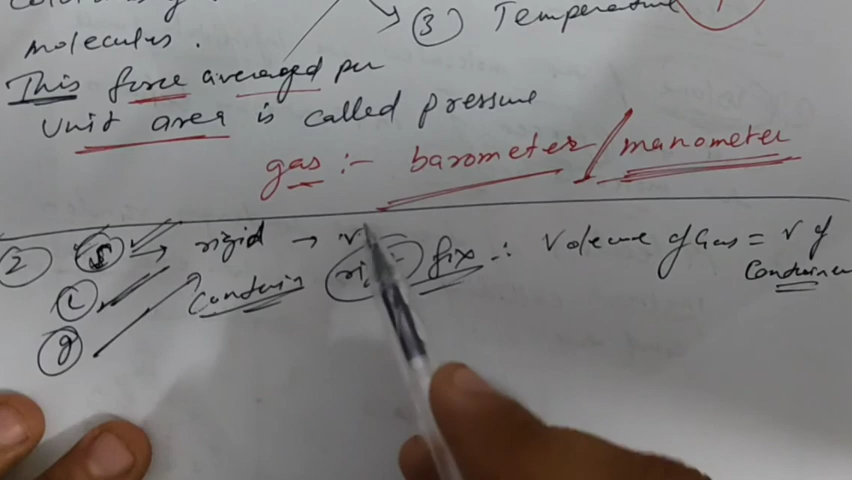 ③ Temperature
molecules.
This force averaged per
Unit area is called pressure
gas :- barometer / manometer
② Ⓢ → rigid → v fix ∴ Volume of Gas = V of
Ⓛ Contain Container
ⓖ